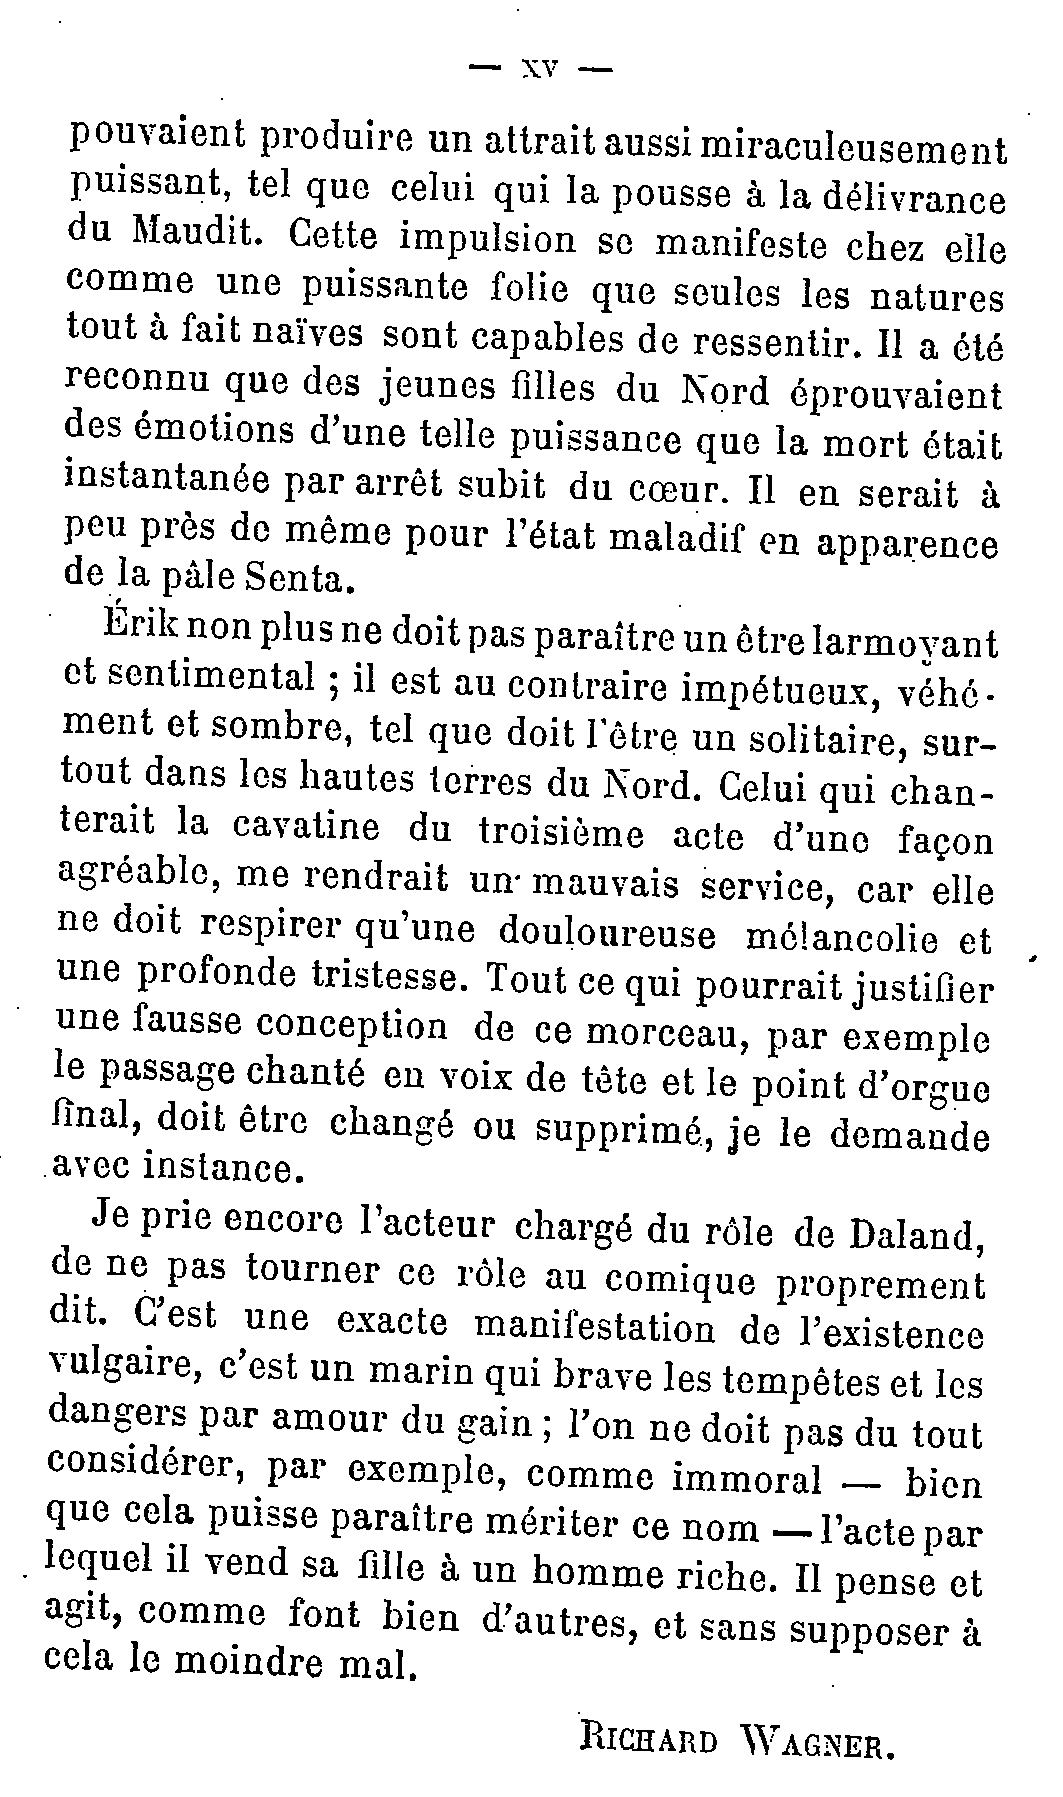 — XV —
pouvaient produire un attrait aussi miraculeusement
puissant, tel que celui qui la pousse à la délivrance
du Maudit. Cette impulsion se manifeste chez elle
comme une puissante folie que seules les natures
tout à fait naïves sont capables de ressentir. Il a été
reconnu que des jeunes filles du Nord éprouvaient
des émotions d'une telle puissance que la mort était
instantanée par arrêt subit du cœur. Il en serait à
peu près de même pour l'état maladif en apparence
de la pâle Senta.
Érik non plus ne doit pas paraître un être larmoyant
et sentimental ; il est au contraire impétueux, véhé-
ment et sombre, tel que doit l'être un solitaire, sur-
tout dans les hautes terres du Nord. Celui qui chan-
terait la cavatine du troisième acte d'une façon
agréable, me rendrait un mauvais service, car elle
ne doit respirer qu'une douloureuse mélancolie et
une profonde tristesse. Tout ce qui pourrait justifier
une fausse conception de ce morceau, par exemple
le passage chanté en voix de tête et le point d'orgue
final, doit être changé ou supprimé, je le demande
avec instance.
Je prie encore l'acteur chargé du rôle de Daland,
de ne pas tourner ce rôle au comique proprement
dit. C'est une exacte manifestation de l'existence
vulgaire, c'est un marin qui brave les tempêtes et les
dangers par amour du gain ; l'on ne doit pas du tout
considérer, par exemple, comme immoral — bien
que cela puisse paraître mériter ce nom — l'acte par
lequel il vend sa fille à un homme riche. Il pense et
agit, comme font bien d'autres, et sans supposer à
cela le moindre mal.
RICHARD WAGNER.